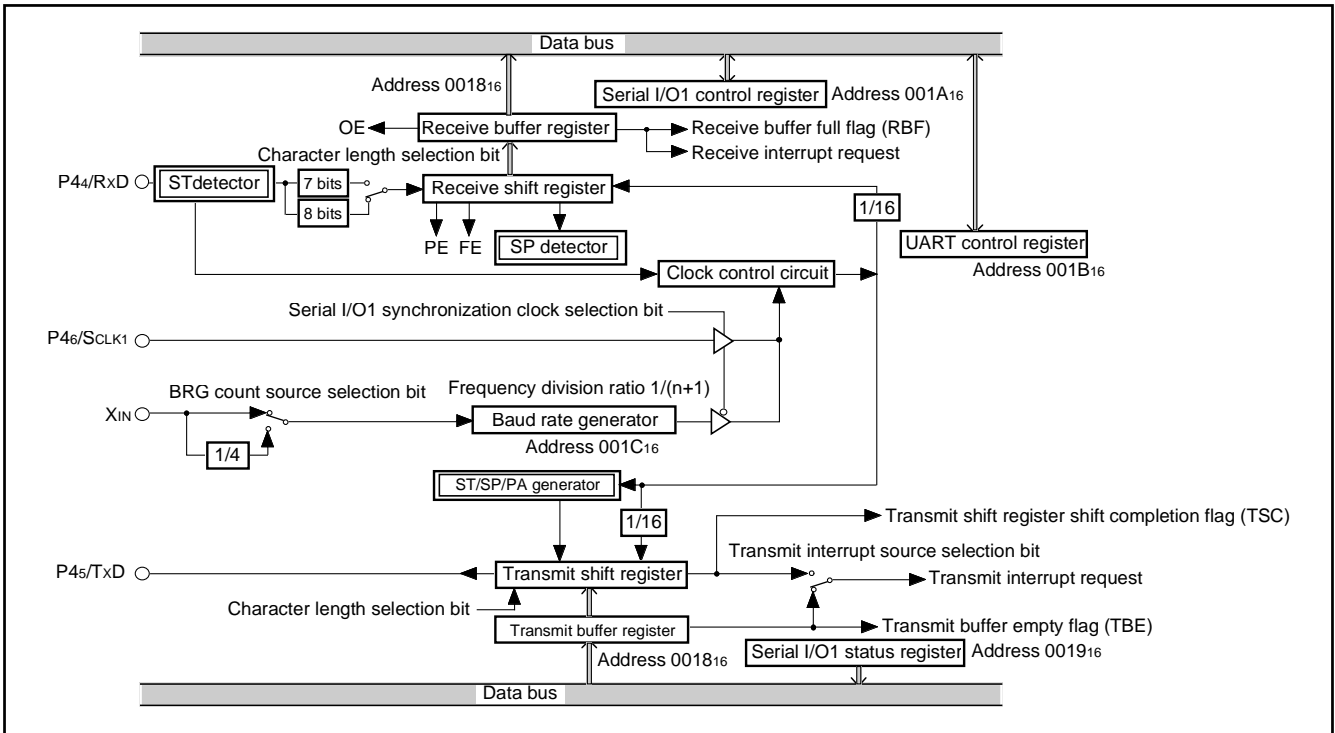 Data bus
Address 0018₁₆
Serial I/O1 control register Address 001A₁₆
OE Receive buffer register Receive buffer full flag (RBF)
Character length selection bit Receive interrupt request
P4₄/RxD STdetector 7 bits Receive shift register
8 bits 1/16
PE FE SP detector UART control register
Clock control circuit Address 001B₁₆
Serial I/O1 synchronization clock selection bit
P4₆/SCLK1
BRG count source selection bit Frequency division ratio 1/(n+1)
XIN Baud rate generator
1/4 Address 001C₁₆
ST/SP/PA generator
1/16 Transmit shift register shift completion flag (TSC)
Transmit interrupt source selection bit
P4₅/TxD Transmit shift register Transmit interrupt request
Character length selection bit
Transmit buffer register Transmit buffer empty flag (TBE)
Address 0018₁₆ Serial I/O1 status register Address 0019₁₆
Data bus